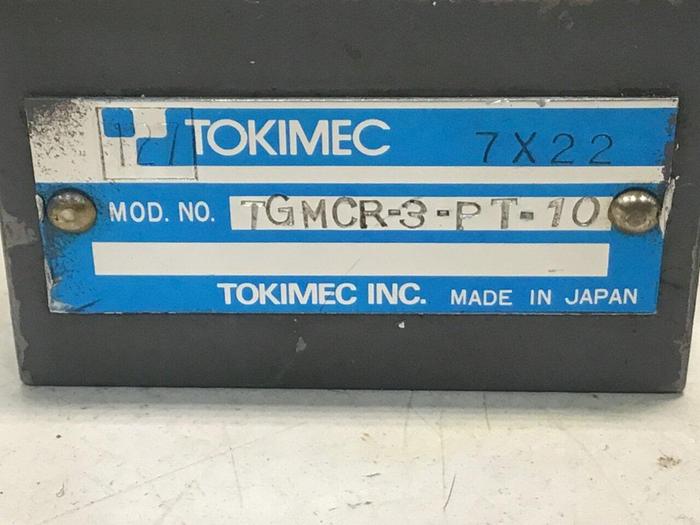 TOKIMEC 7X22
MOD. NO. TGMCR-3-PT-10
TOKIMEC INC. MADE IN JAPAN